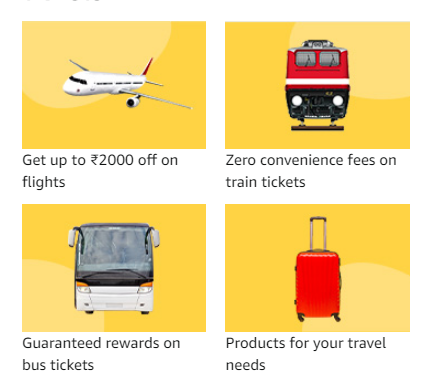 Get up to ₹2000 off on
flights
Zero convenience fees on
train tickets
Guaranteed rewards on
bus tickets
Products for your travel
needs